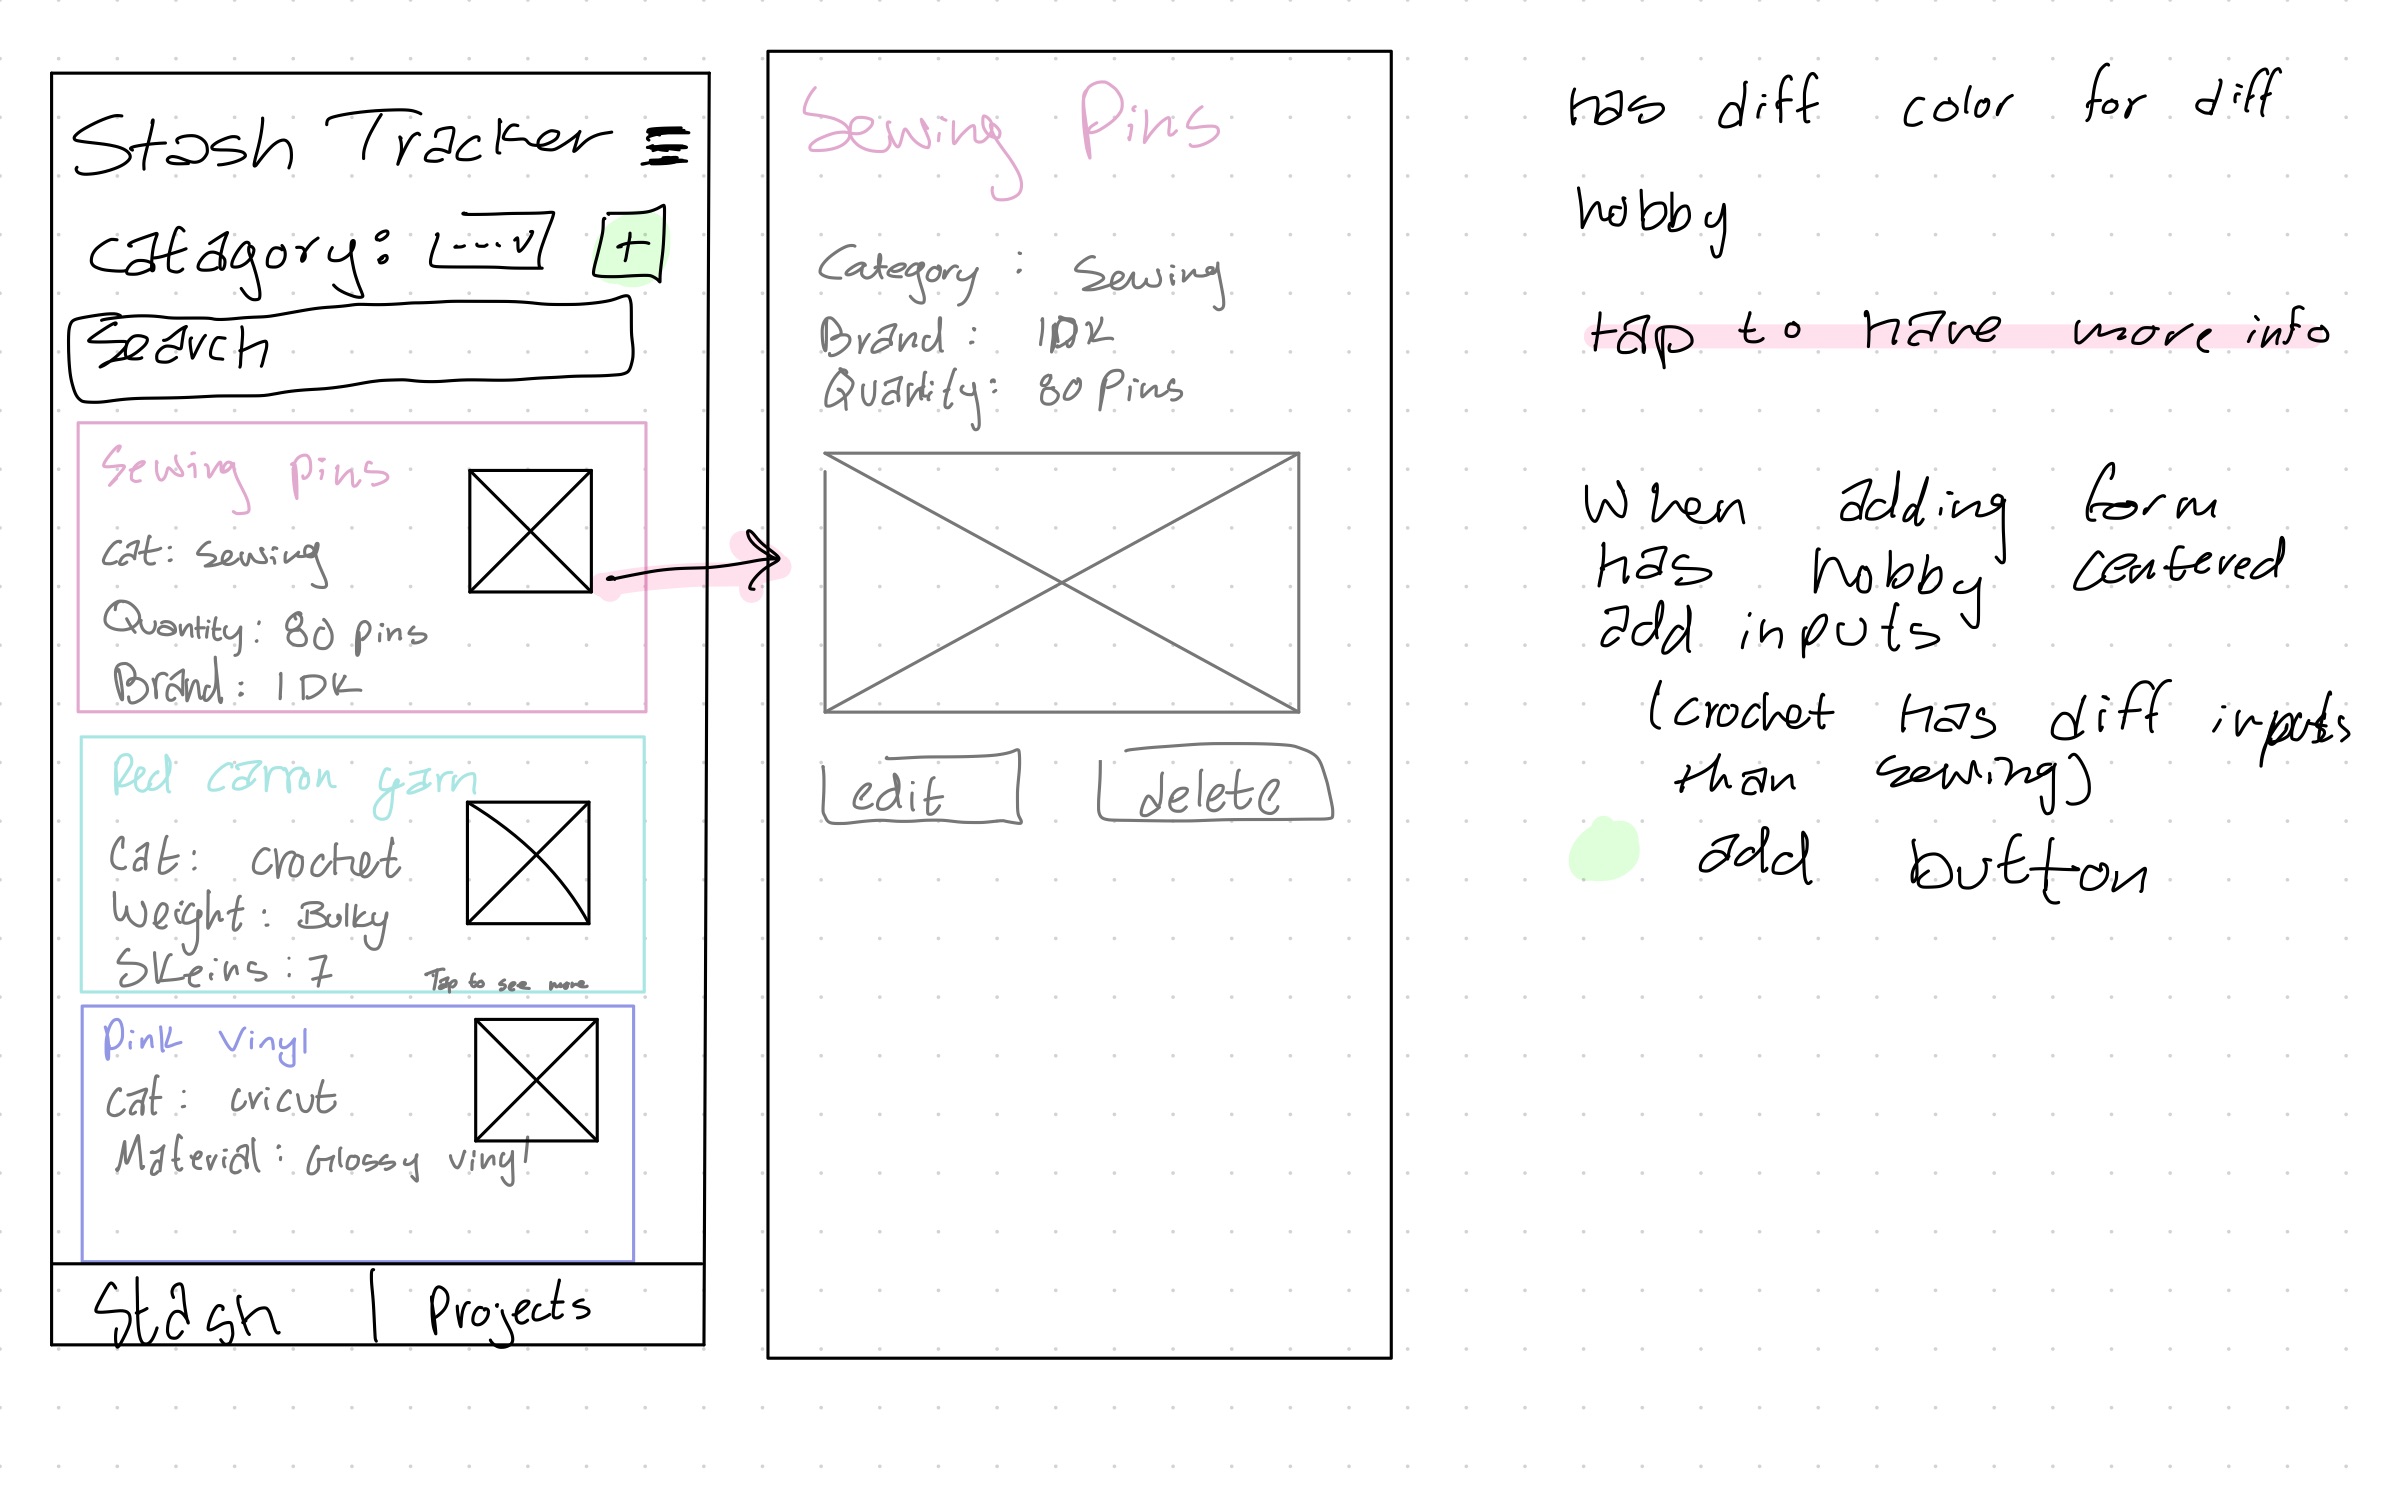 Stash Tracker
Catagory: ....v +
Search
Sewing pins
Cat: sewing
Quantity: 80 pins
Brand: IDK
Red Caron yarn
Cat: crochet
Weight: Bulky
Skeins: 7
Tap to see more
Pink Vinyl
Cat: cricut
Material: Glossy vinyl
Stash | Projects
Sewing Pins
Category: Sewing
Brand: IDK
Quantity: 80 Pins
edit delete
has diff color for diff
hobby
tap to have more info
When adding form
has hobby centered
add inputs
(crochet has diff inputs
than sewing)
add button